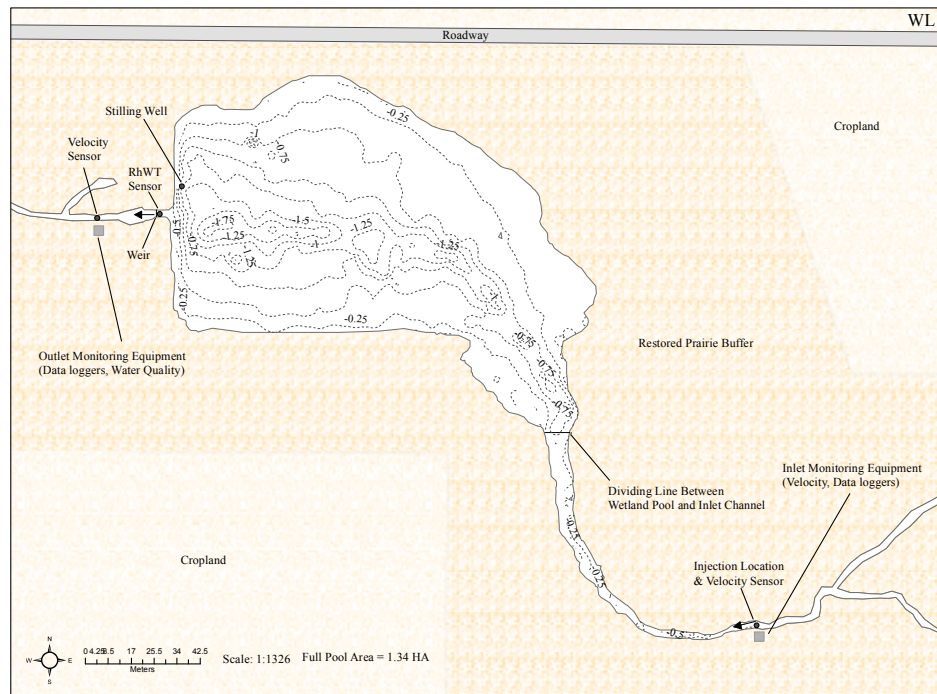 WL
Roadway
-0.25
Stilling Well
-1
-0.75
Cropland
Velocity
Sensor
RhWT
Sensor
-1.75
-1.5
-1.25
-0.5
-0.75
-1.25
-1
-1.25
Weir
-0.25
-1
-0.25
-0.75
Restored Prairie Buffer
Outlet Monitoring Equipment
(Data loggers, Water Quality)
-0.75
-0.75
Inlet Monitoring Equipment
(Velocity, Data loggers)
Dividing Line Between
Wetland Pool and Inlet Channel
-0.25
Cropland
-0.25
Injection Location
& Velocity Sensor
-0.5
N
W E
S
0 4.25 8.5 17 25.5 34 42.5
Meters
Scale: 1:1326 Full Pool Area = 1.34 HA